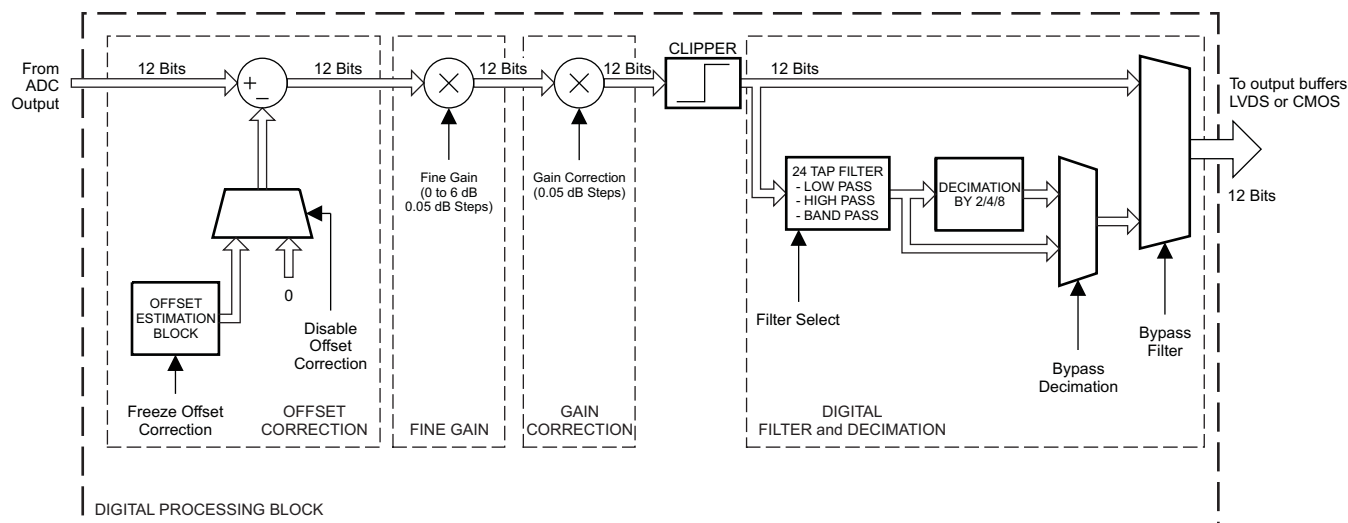 From
ADC
Output
12 Bits
+
–
12 Bits
12 Bits
12 Bits
CLIPPER
12 Bits
To output buffers
LVDS or CMOS
12 Bits
Fine Gain
(0 to 6 dB
0.05 dB Steps)
Gain Correction
(0.05 dB Steps)
24 TAP FILTER
- LOW PASS
- HIGH PASS
- BAND PASS
DECIMATION
BY 2/4/8
0
OFFSET
ESTIMATION
BLOCK
Disable
Offset
Correction
Filter Select
Bypass
Filter
Bypass
Decimation
Freeze Offset
Correction
OFFSET
CORRECTION
FINE GAIN
GAIN
CORRECTION
DIGITAL
FILTER and DECIMATION
DIGITAL PROCESSING BLOCK